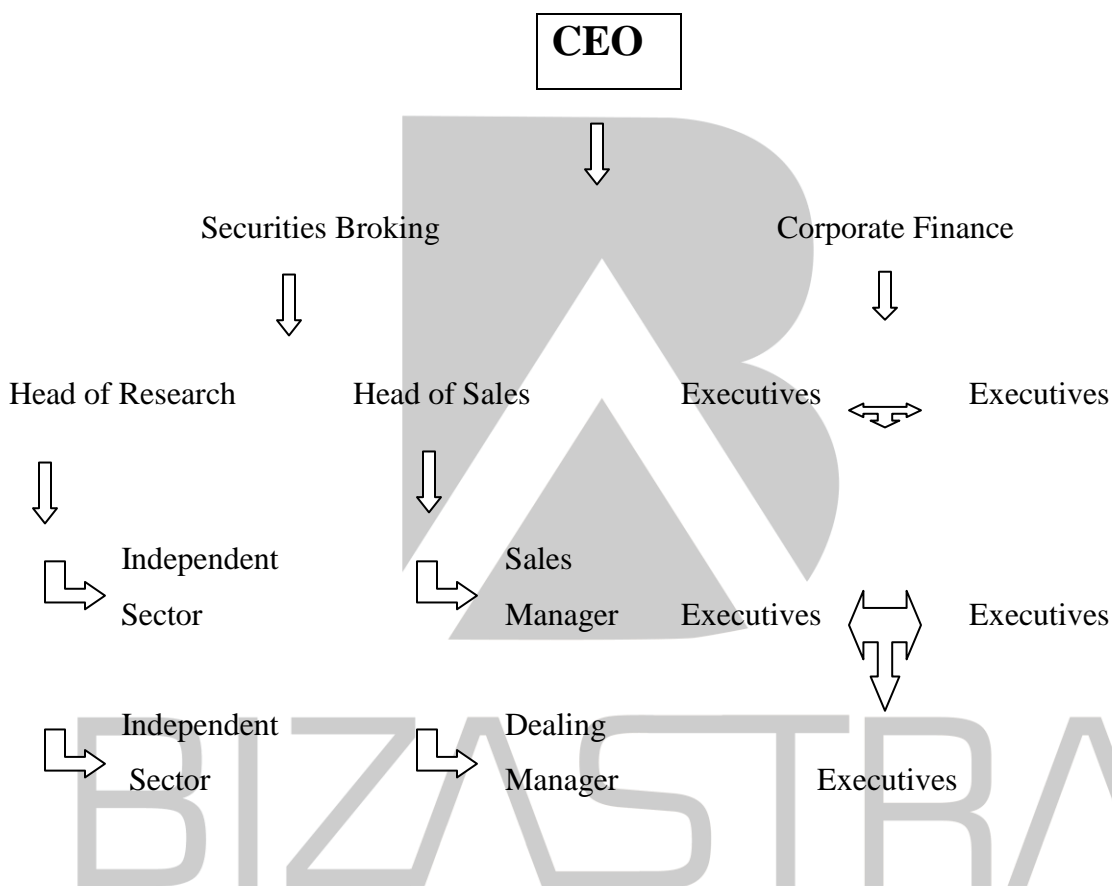 CEO
Securities Broking Corporate Finance
Head of Research Head of Sales Executives Executives
Independent Sales
Sector Manager Executives Executives
Independent Dealing
Sector Manager Executives
BIZASTRA